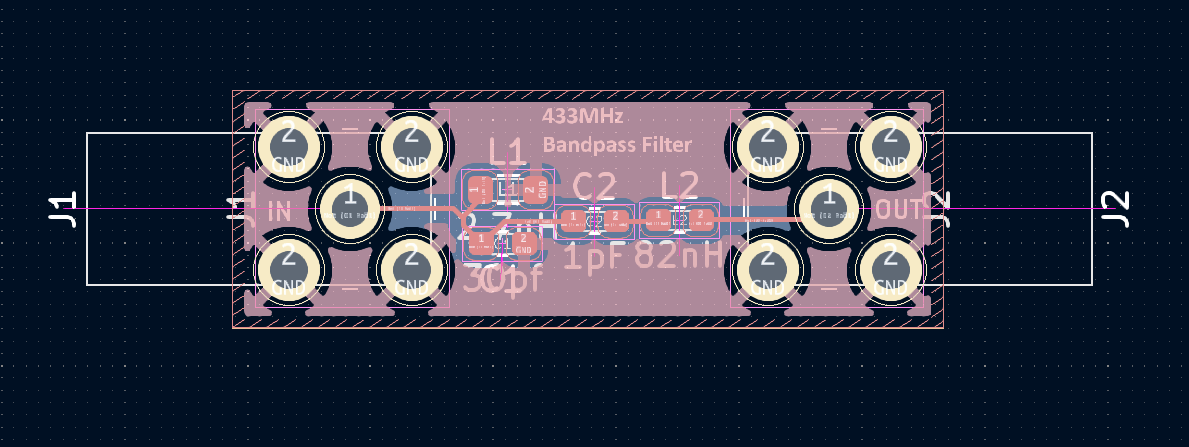 433MHz
Bandpass Filter
2 2 2 2
GND GND GND GND
L1
L1
1 2 GND
C2
L2
J1
J1
IN
1
1 2
1 2
1
OUT
J2
J2
1 2 GND
1pF
82nH
C1
2 2 2 2
GND GND GND GND